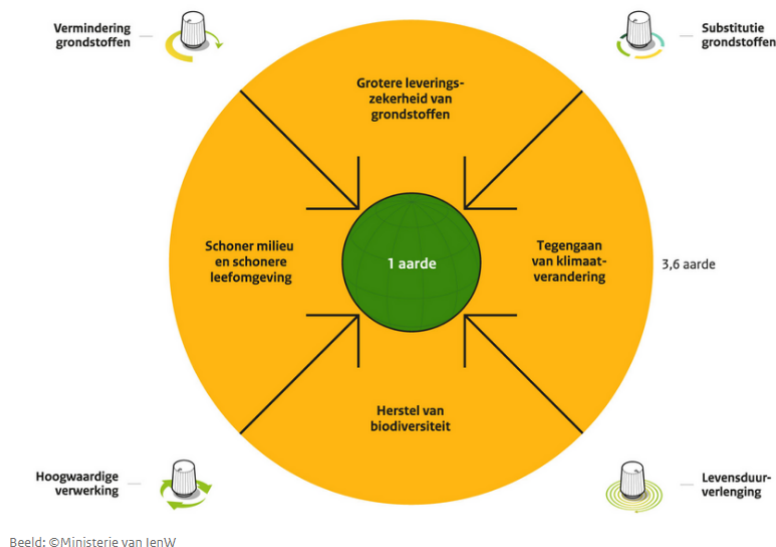 Vermindering
grondstoffen
Substitutie
grondstoffen
Grotere leverings-
zekerheid van
grondstoffen
Schoner milieu
en schonere
leefomgeving
1 aarde
Tegengaan
van klimaat-
verandering
3,6 aarde
Herstel van
biodiversiteit
Hoogwaardige
verwerking
Levensduur-
verlenging
Beeld: ©Ministerie van IenW